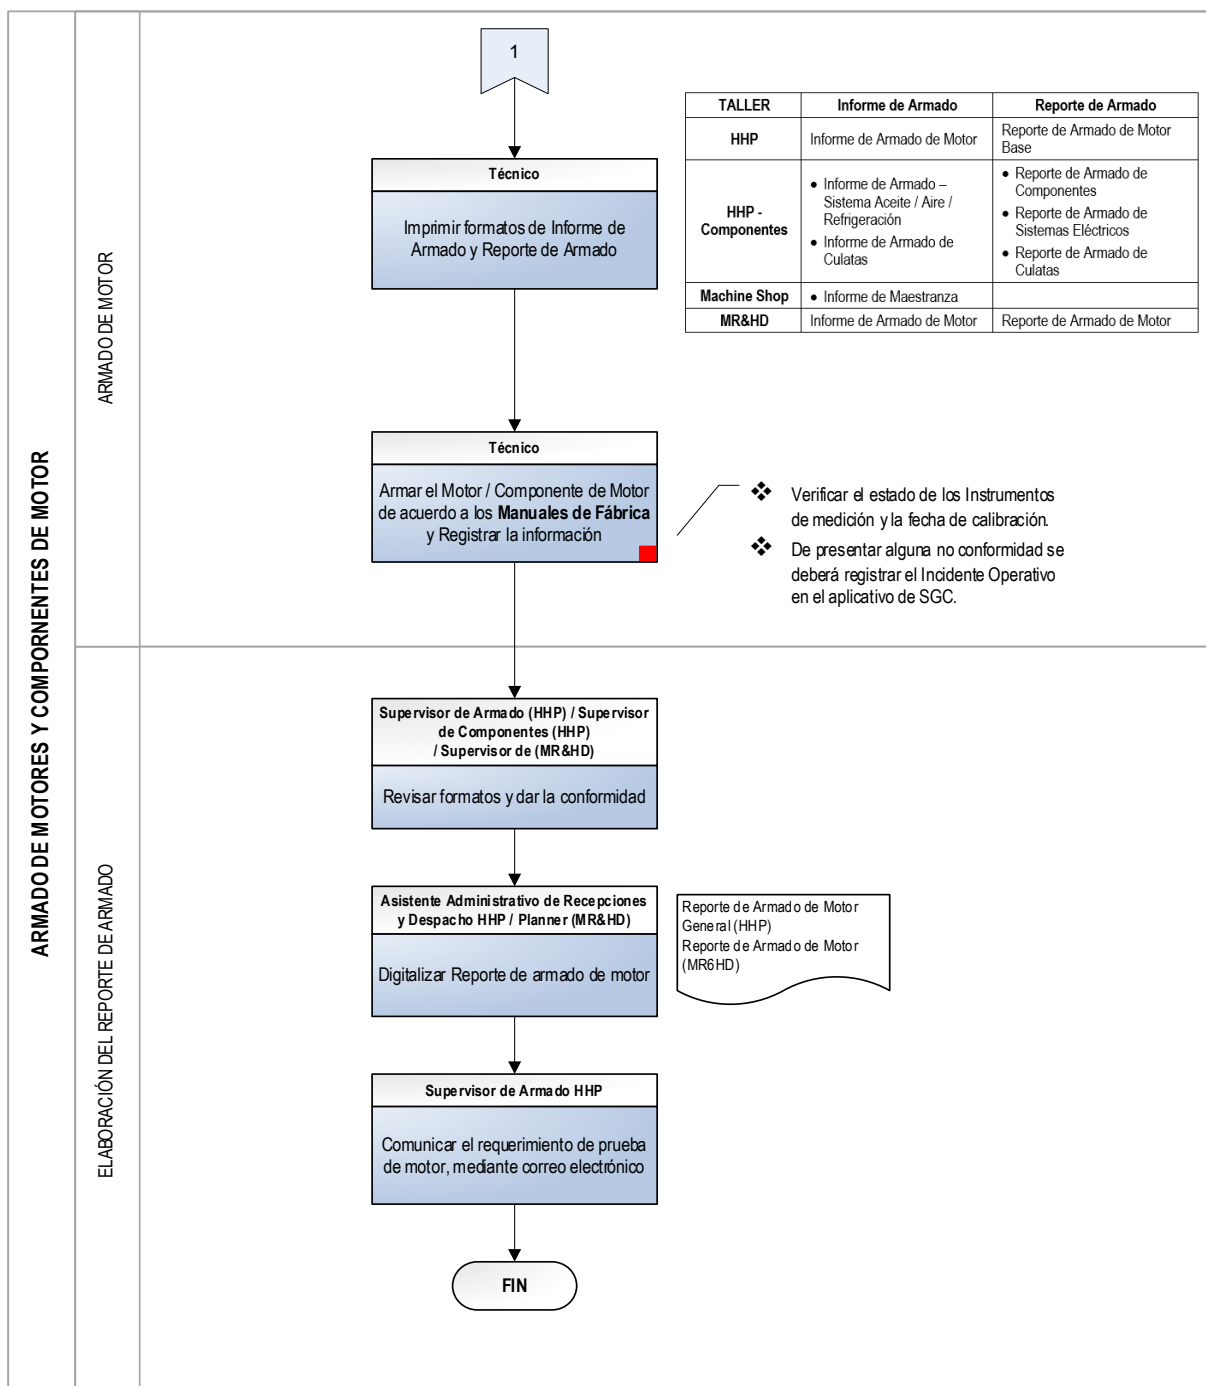 ARMADO DE MOTORES Y COMPORNENTES DE MOTOR
ARMADO DE MOTOR
1
Técnico
Imprimir formatos de Informe de
Armado y Reporte de Armado
TALLER Informe de Armado Reporte de Armado
HHP Informe de Armado de Motor Reporte de Armado de Motor
Base
HHP -
Componentes
• Informe de Armado –
Sistema Aceite / Aire /
Refrigeración
• Informe de Armado de
Culatas
• Reporte de Armado de
Componentes
• Reporte de Armado de
Sistemas Eléctricos
• Reporte de Armado de
Culatas
Machine Shop • Informe de Maestranza
MR&HD Informe de Armado de Motor Reporte de Armado de Motor
Técnico
Armar el Motor / Componente de Motor
de acuerdo a los Manuales de Fábrica
y Registrar la información
❖ Verificar el estado de los Instrumentos
de medición y la fecha de calibración.
❖ De presentar alguna no conformidad se
deberá registrar el Incidente Operativo
en el aplicativo de SGC.
ELABORACIÓN DEL REPORTE DE ARMADO
Supervisor de Armado (HHP) / Supervisor
de Componentes (HHP)
/ Supervisor de (MR&HD)
Revisar formatos y dar la conformidad
Asistente Administrativo de Recepciones
y Despacho HHP / Planner (MR&HD)
Digitalizar Reporte de armado de motor
Reporte de Armado de Motor
General (HHP)
Reporte de Armado de Motor
(MR6HD)
Supervisor de Armado HHP
Comunicar el requerimiento de prueba
de motor, mediante correo electrónico
FIN